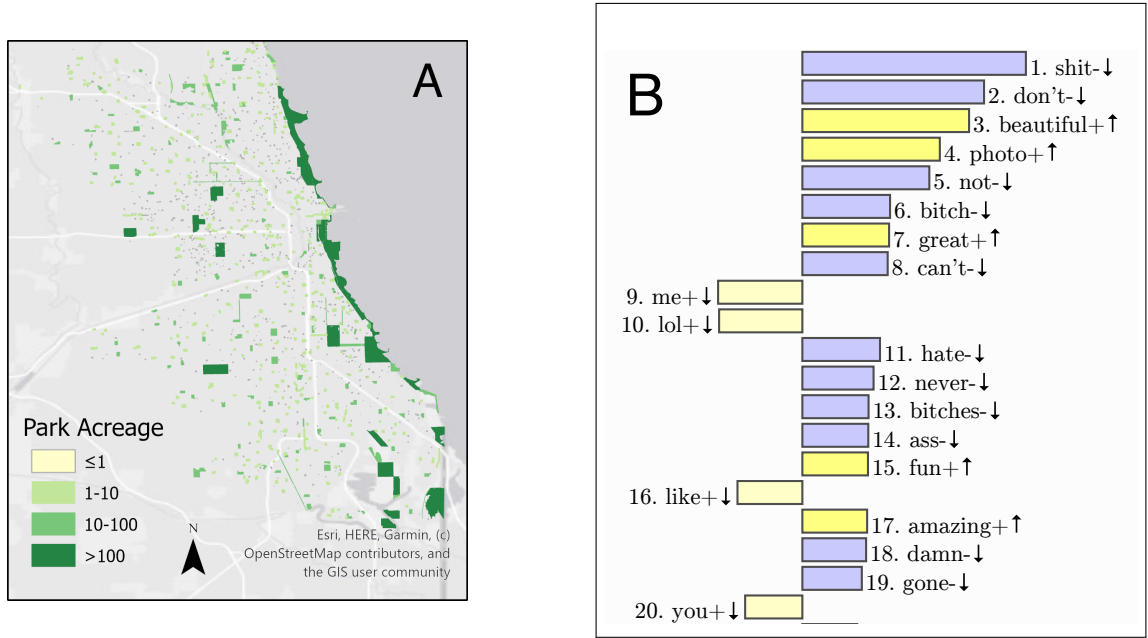 A
Park Acreage
≤1
1-10
10-100
>100
N
Esri, HERE, Garmin, (c)
OpenStreetMap contributors, and
the GIS user community
B
1. shit-↓
2. don't-↓
3. beautiful+↑
4. photo+↑
5. not-↓
6. bitch-↓
7. great+↑
8. can't-↓
9. me+↓
10. lol+↓
11. hate-↓
12. never-↓
13. bitches-↓
14. ass-↓
15. fun+↑
16. like+↓
17. amazing+↑
18. damn-↓
19. gone-↓
20. you+↓